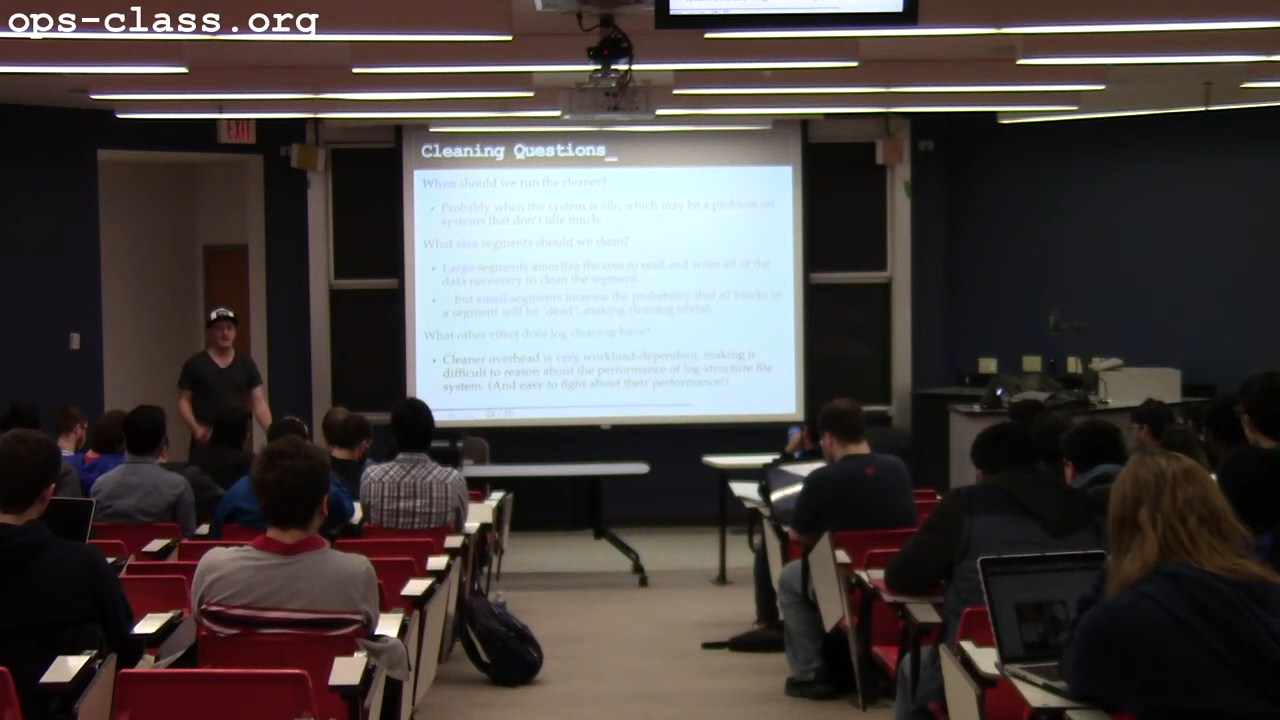 ops-class.org
EXIT
Cleaning Questions_
When should we run the cleaner?
• Probably when the system is idle, which may be a problem on
systems that don't idle much.
What size segments should we clean?
• Large segments amortize the cost to read and write all of the
data necessary to clean the segment.
• ...but small segments increase the probability that all blocks in
a segment will be "dead", making cleaning trivial.
What other effect does log cleaning have?
• Cleaner overhead is very workload-dependent, making it
difficult to reason about the performance of log-structure file
system. (And easy to fight about their performance!)